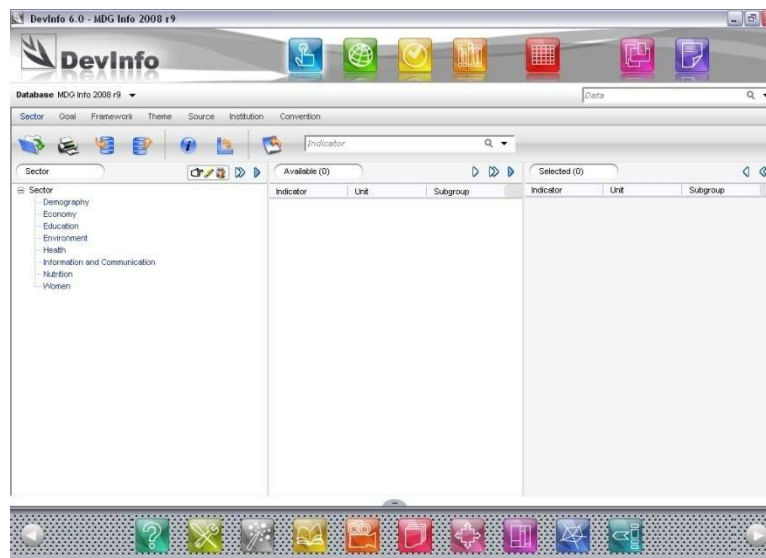 DevInfo 6.0 - MDG Info 2008 r9
DevInfo
Database MDG Info 2008 r9
Data
Sector Goal Framework Theme Source Institution Convention
Indicator
Sector
Available (0)
Selected (0)
Sector
Indicator Unit Subgroup
Indicator Unit Subgroup
Demography
Economy
Education
Environment
Health
Information and Communication
Nutrition
Women